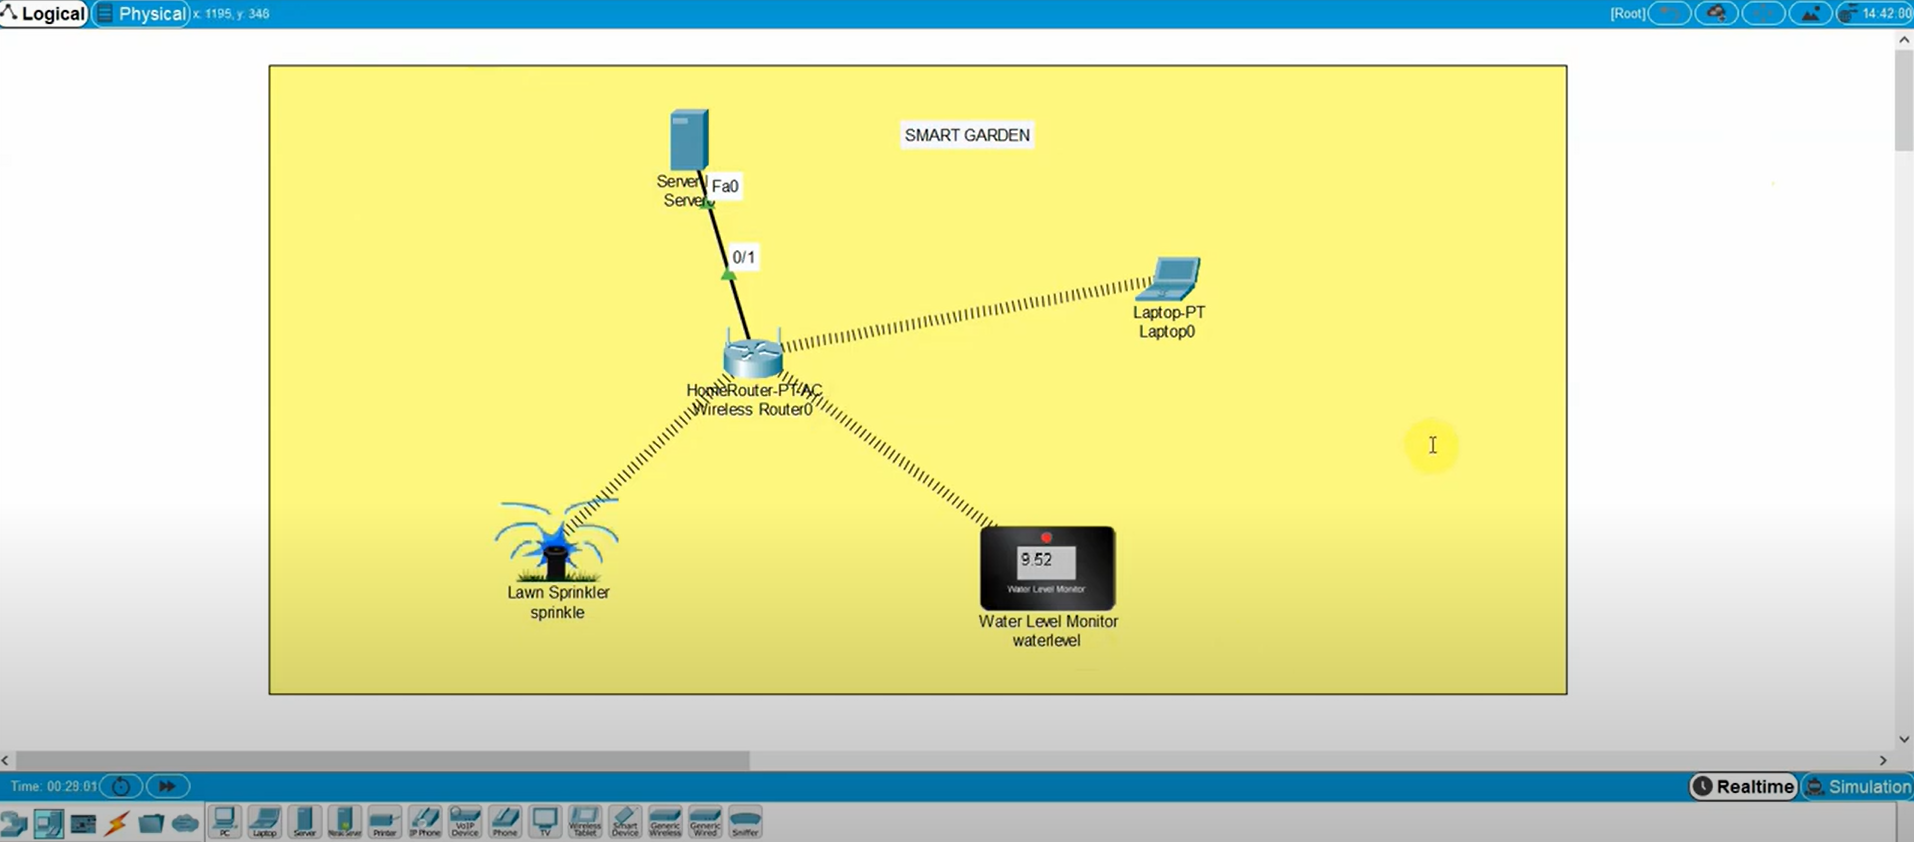 Logical
Physical
x: 1195, y: 346
[Root]
14:42:00
SMART GARDEN
Server
Server0
Fa0
0/1
Laptop-PT
Laptop0
HomeRouter-PT-AC
Wireless Router0
9.52
Water Level Monitor
Lawn Sprinkler
sprinkle
Water Level Monitor
waterlevel
Time: 00:28:01
Realtime
Simulation
PC
Laptop
Server
Printer
IP Phone
VoIP
Device
Phone
TV
Wireless
Tablet
Smart
Device
Generic
Wireless
Generic
Wired
Sniffer